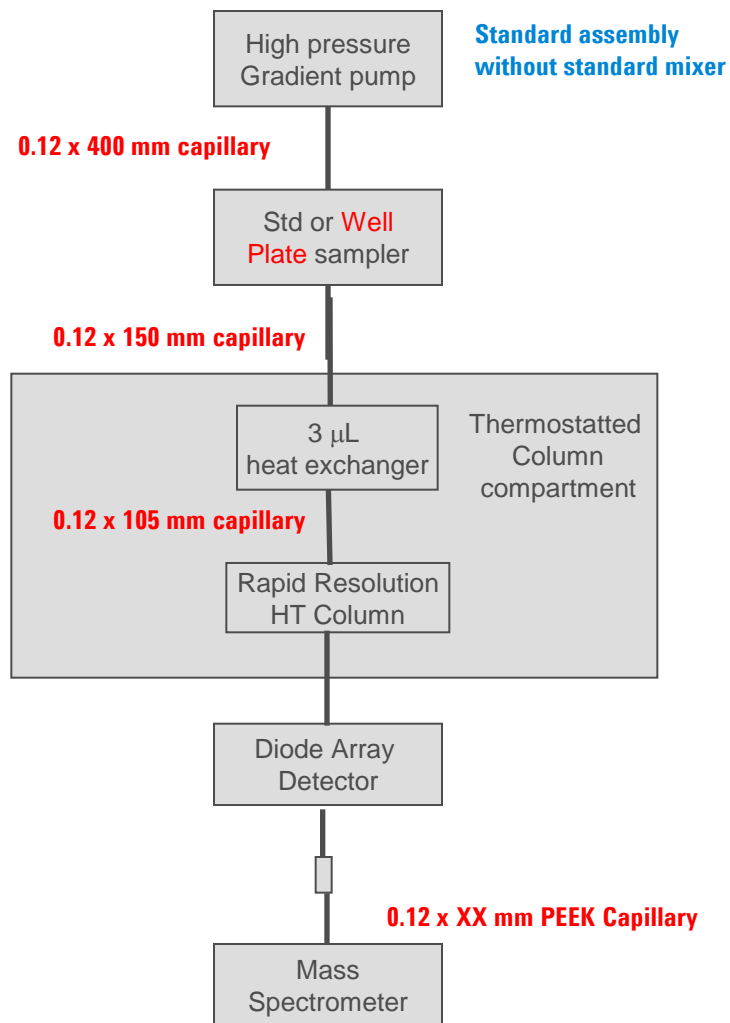 High pressure
Gradient pump
Standard assembly
without standard mixer
0.12 x 400 mm capillary
Std or Well
Plate sampler
0.12 x 150 mm capillary
3 μL
heat exchanger
Thermostatted
Column
compartment
0.12 x 105 mm capillary
Rapid Resolution
HT Column
Diode Array
Detector
0.12 x XX mm PEEK Capillary
Mass
Spectrometer